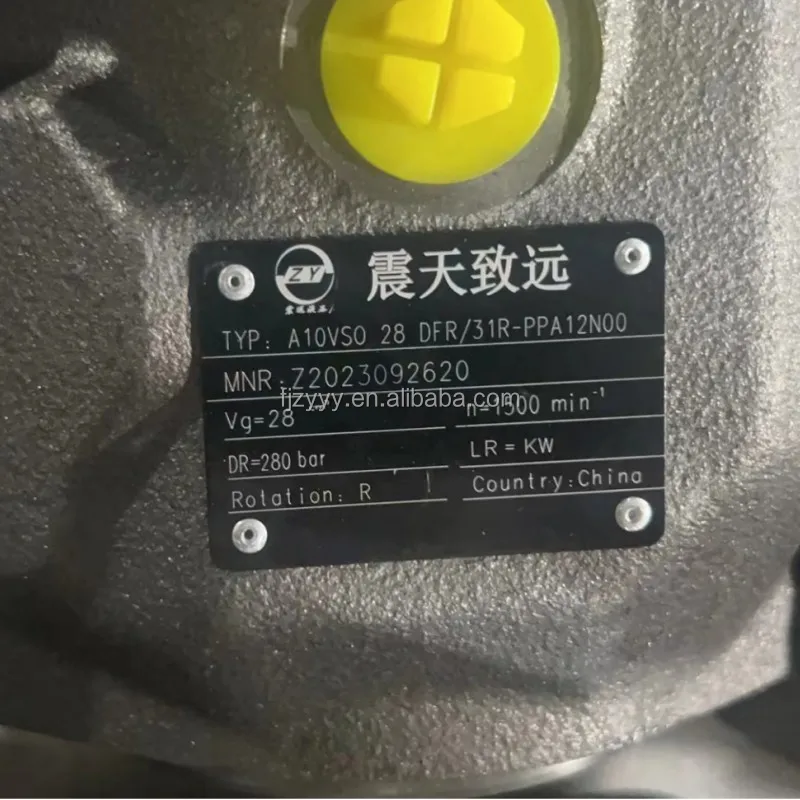 ZY 震天致远
TYP: A10VSO 28 DFR/31R-PPA12N00
MNR: Z2023092620
fjzyyy.en.alibaba.com
Vg=28 n=1500 min⁻¹
DR=280 bar LR = KW
Rotation: R Country: China